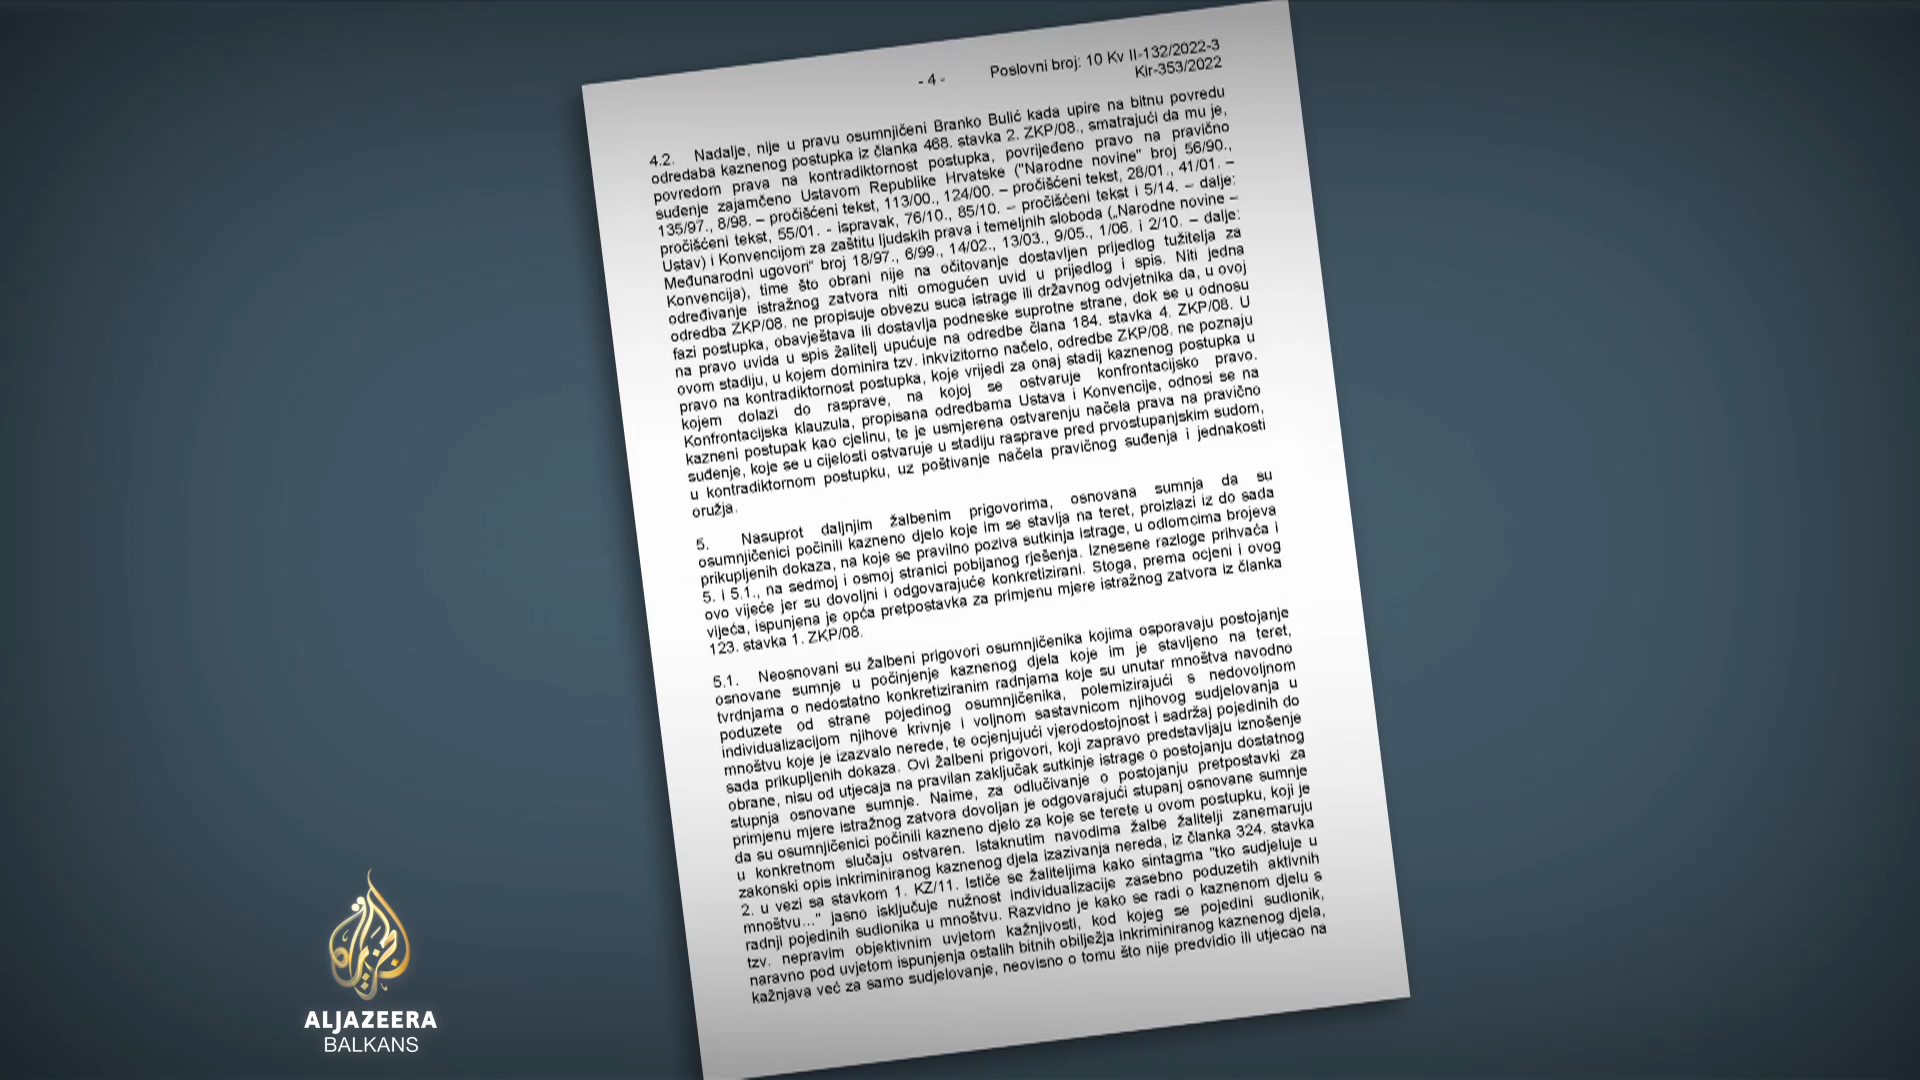 - 4 -
Poslovni broj: 10 Kv II-132/2022-3
Kir-353/2022
4.2. Nadalje, nije u pravu osumnjičeni Branko Bulić kada upire na bitnu povredu
odredaba kaznenog postupka iz članka 468. stavka 2. ZKP/08., smatrajući da mu je,
povredom prava na kontradiktornost postupka, povrijeđeno pravo na pravično
suđenje zajamčeno Ustavom Republike Hrvatske ("Narodne novine" broj 56/90.,
135/97., 8/98. – pročišćeni tekst, 113/00., 124/00. – pročišćeni tekst, 28/01., 41/01. –
pročišćeni tekst, 55/01. - ispravak, 76/10., 85/10. – pročišćeni tekst i 5/14. – dalje:
Ustav) i Konvencijom za zaštitu ljudskih prava i temeljnih sloboda („Narodne novine –
Međunarodni ugovori" broj 18/97., 6/99., 14/02., 13/03., 9/05., 1/06. i 2/10. – dalje:
Konvencija), time što obrani nije na očitovanje dostavljen prijedlog tužitelja za
određivanje istražnog zatvora niti omogućen uvid u prijedlog i spis. Niti jedna
odredba ZKP/08. ne propisuje obvezu suca istrage ili državnog odvjetnika da, u ovoj
fazi postupka, obavještava ili dostavlja podneske suprotne strane, dok se u odnosu
na pravo uvida u spis žalitelj upućuje na odredbe člana 184. stavka 4. ZKP/08. U
ovom stadiju, u kojem dominira tzv. inkvizitorno načelo, odredbe ZKP/08. ne poznaju
pravo na kontradiktornost postupka, koje vrijedi za onaj stadij kaznenog postupka u
kojem dolazi do rasprave, na kojoj se ostvaruje konfrontacijsko pravo.
Konfrontacijska klauzula, propisana odredbama Ustava i Konvencije, odnosi se na
kazneni postupak kao cjelinu, te je usmjerena ostvarenju načela prava na pravično
suđenje, koje se u cijelosti ostvaruje u stadiju rasprave pred prvostupanjskim sudom,
u kontradiktornom postupku, uz poštivanje načela pravičnog suđenja i jednakosti
oružja.
5. Nasuprot daljnjim žalbenim prigovorima, osnovana sumnja da su
osumnjičenici počinili kazneno djelo koje im se stavlja na teret, proizlazi iz do sada
prikupljenih dokaza, na koje se pravilno poziva sutkinja istrage, u odlomcima brojeva
5. i 5.1., na sedmoj i osmoj stranici pobijanog rješenja. Iznesene razloge prihvaća i
ovo vijeće jer su dovoljni i odgovarajuće konkretizirani. Stoga, prema ocjeni i ovog
vijeća, ispunjena je opća pretpostavka za primjenu mjere istražnog zatvora iz članka
123. stavka 1. ZKP/08.
5.1. Neosnovani su žalbeni prigovori osumnjičenika kojima osporavaju postojanje
osnovane sumnje u počinjenje kaznenog djela koje im je stavljeno na teret,
tvrdnjama o nedostatno konkretiziranim radnjama koje su unutar mnoštva navodno
poduzete od strane pojedinog osumnjičenika, polemizirajući s nedovoljnom
individualizacijom njihove krivnje i voljnom sastavnicom njihovog sudjelovanja u
mnoštvu koje je izazvalo nerede, te ocjenjujući vjerodostojnost i sadržaj pojedinih do
sada prikupljenih dokaza. Ovi žalbeni prigovori, koji zapravo predstavljaju iznošenje
obrane, nisu od utjecaja na pravilan zaključak sutkinje istrage o postojanju dostatnog
stupnja osnovane sumnje. Naime, za odlučivanje o postojanju pretpostavki za
primjenu mjere istražnog zatvora dovoljan je odgovarajući stupanj osnovane sumnje
da su osumnjičenici počinili kazneno djelo za koje se terete u ovom postupku, koji je
u konkretnom slučaju ostvaren. Istaknutim navodima žalbe žalitelji zanemaruju
zakonski opis inkriminiranog kaznenog djela izazivanja nereda, iz članka 324. stavka
2. u vezi sa stavkom 1. KZ/11. Ističe se žaliteljima kako sintagma "tko sudjeluje u
mnoštvu..." jasno isključuje nužnost individualizacije zasebno poduzetih aktivnih
radnji pojedinih sudionika u mnoštvu. Razvidno je kako se radi o kaznenom djelu s
tzv. nepravim objektivnim uvjetom kažnjivosti, kod kojeg se pojedini sudionik,
naravno pod uvjetom ispunjenja ostalih bitnih obilježja inkriminiranog kaznenog djela,
kažnjava već za samo sudjelovanje, neovisno o tomu što nije predvidio ili utjecao na
ALJAZEERA
BALKANS